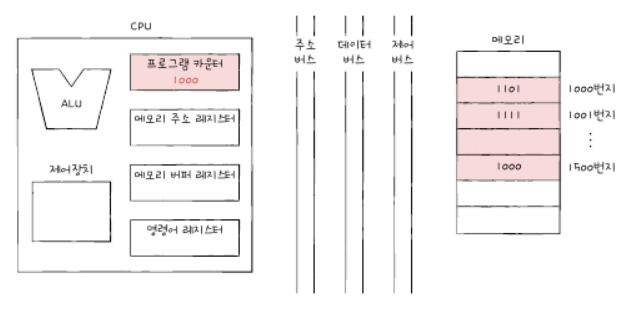 CPU
ALU
제어장치
프로그램 카운터
1000
메모리 주소 레지스터
메모리 버퍼 레지스터
명령어 레지스터
주소
버스
데이터
버스
제어
버스
메모리
1101 1000번지
1111 1001번지
⋮
1000 1500번지